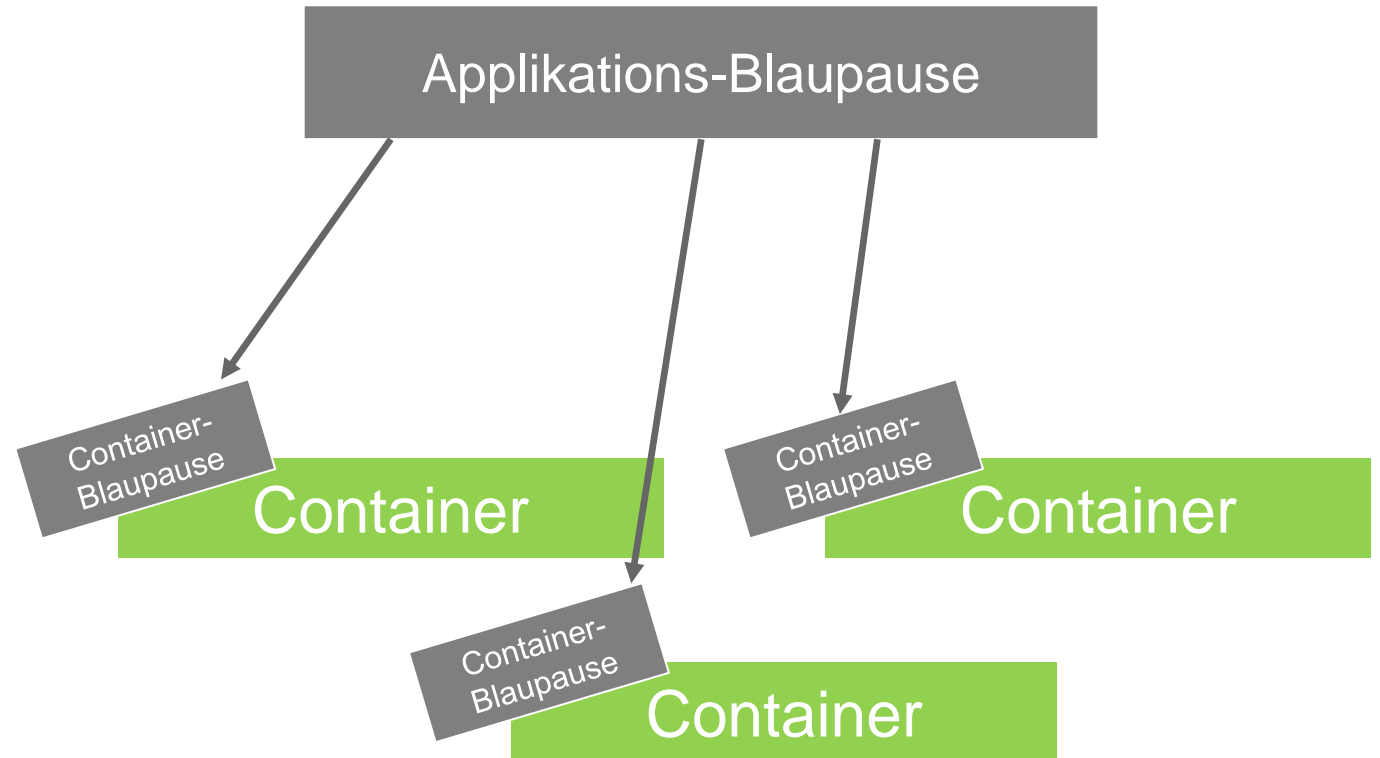 Applikations-Blaupause
Container-
Blaupause
Container
Container-
Blaupause
Container
Container-
Blaupause
Container